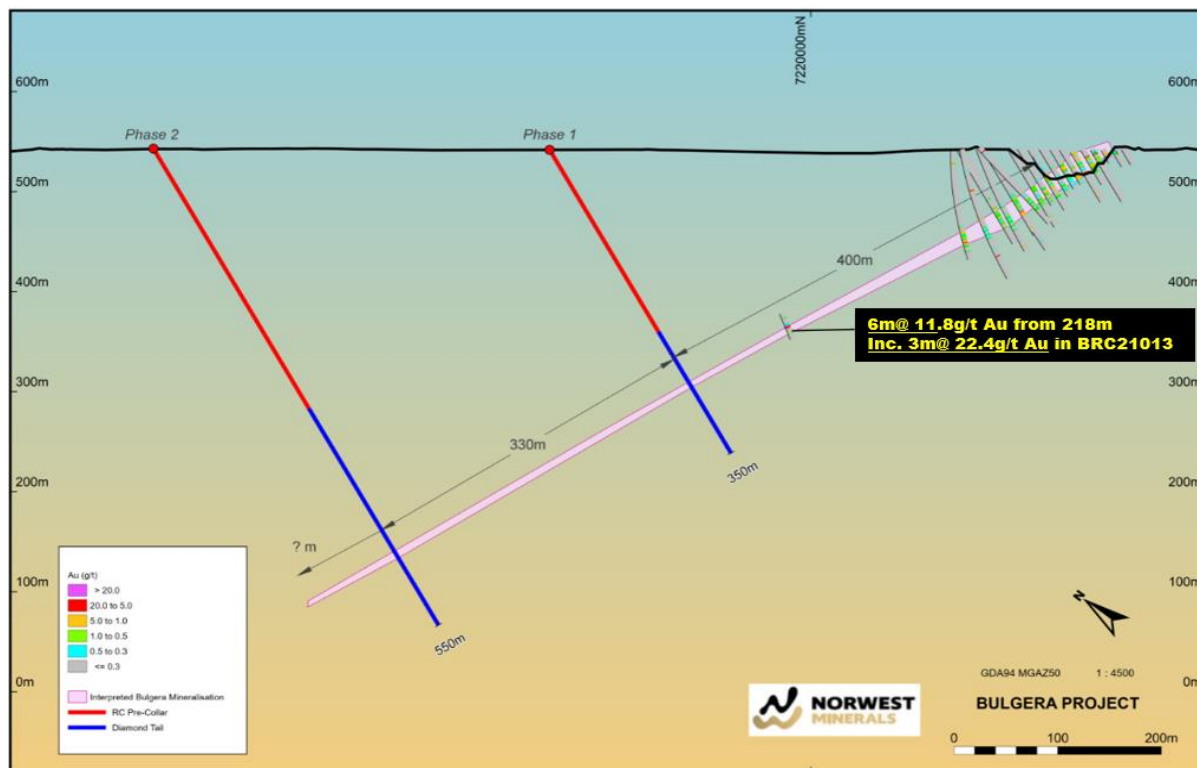 7220000mN
600m
600m
Phase 2
Phase 1
500m
500m
400m
400m
400m
6m@ 11.8g/t Au from 218m
Inc. 3m@ 22.4g/t Au in BRC21013
300m
300m
330m
350m
200m
200m
? m
100m
100m
550m
0m
0m
Au (g/t)
> 20.0
20.0 to 5.0
5.0 to 1.0
1.0 to 0.5
0.5 to 0.3
<= 0.3
Interpreted Bulgera Mineralisation
RC Pre-Collar
Diamond Tail
N
NORWEST
MINERALS
GDA94 MGAZ50 1 : 4500
BULGERA PROJECT
0 100 200m